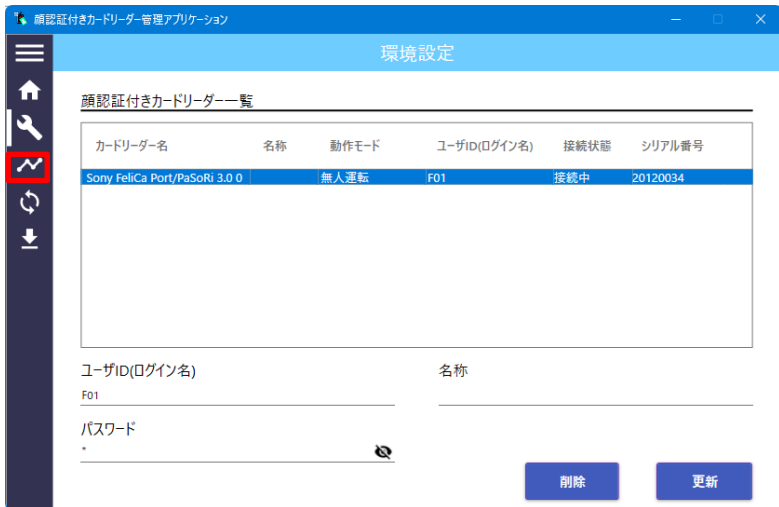 顔認証付きカードリーダー管理アプリケーション
環境設定
顔認証付きカードリーダー一覧
カードリーダー名 名称 動作モード ユーザID(ログイン名) 接続状態 シリアル番号
Sony FeliCa Port/PaSoRi 3.0 0 無人運転 F01 接続中 20120034
ユーザID(ログイン名) 名称
F01
パスワード
*
削除 更新